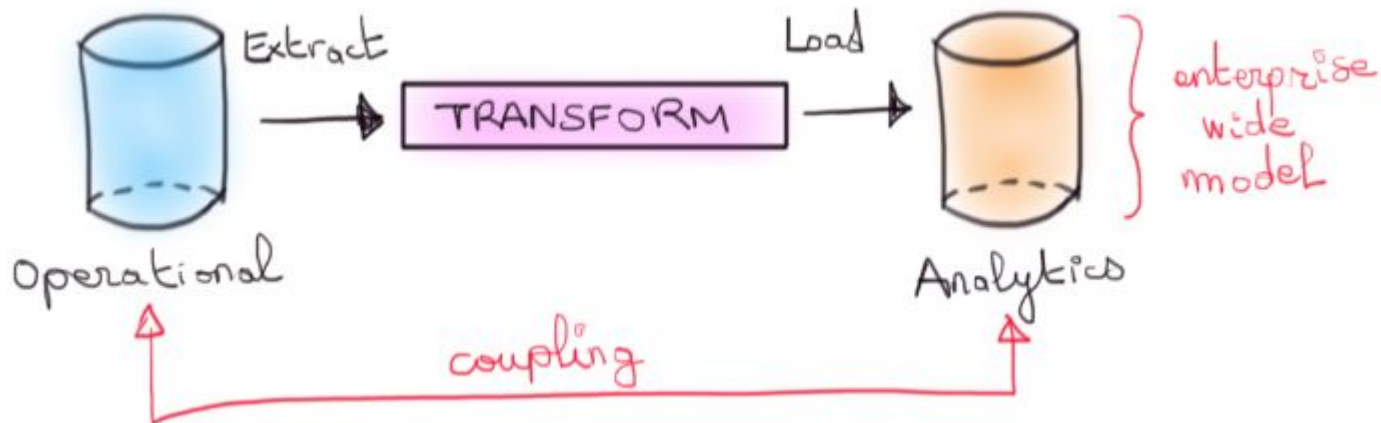 Extract
Load
TRANSFORM
enterprise
wide
model
Operational
Analytics
coupling